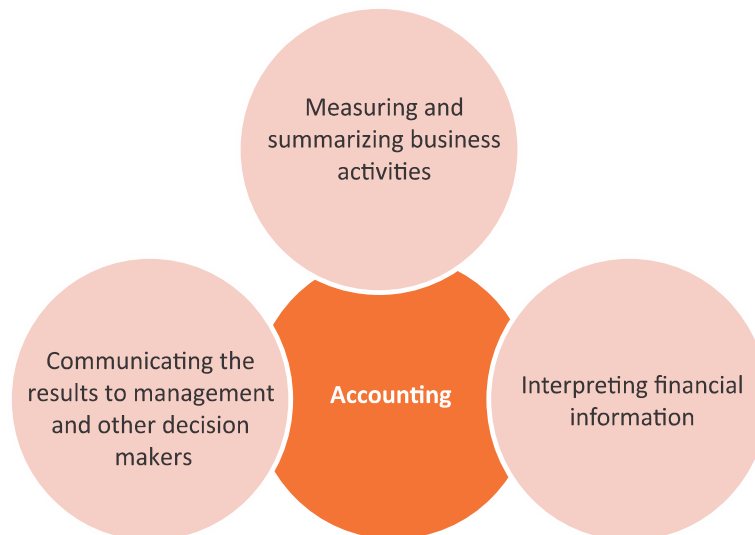 Measuring and
summarizing business
activities
Communicating the
results to management
and other decision
makers
Accounting
Interpreting financial
information